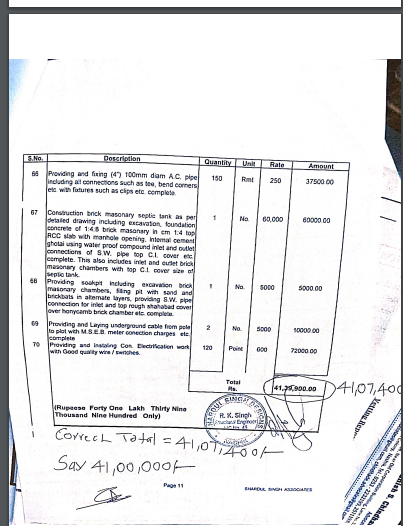 S.No. Description Quantity Unit Rate Amount
66 Providing and fixing (4") 100mm diam A.C. pipe 150 Rmt 250 37500.00
including all connections such as tee, bend corners
etc. with fixtures such as clips etc. complete.
67 Construction brick masonary septic tank as per 1 No. 60,000 60000.00
detailed drawing including excavation, foundation
concrete of 1:4:8 brick masonary in cm 1:4 top
RCC slab with manhole opening, Internal cement
ghotai using water proof compound inlet and outlet
connections of S.W. pipe top C.I. cover etc.
complete. This also includes inlet and outlet brick
masonary chambers with top C.I. cover size of
septic tank.
68 Providing soakpit including excavation brick 1 No. 5000 5000.00
masonary chambers, filling pit with sand and
brickbats in alternate layers, providing S.W. pipe
connection for inlet and top rough shahabad cover
over honeycomb brick chamber etc. complete.
69 Providing and Laying underground cable from pole 2 No. 5000 10000.00
to plot with M.S.E.B. meter conection charges etc.
complete
70 Providing and instaling Con. Electrification work 120 Point 600 72000.00
with Good quality wire / switches.
Total Rs. 41,39,900.00 41,07,400
(Rupeese Forty One Lakh Thirty Nine
Thousand Nine Hundred Only)
R. K. Singh
Structural Engineer
Correct Total = 41,07,400/-
Say 41,00,000/-
Page 11
SHARDUL SINGH ASSOCIATES